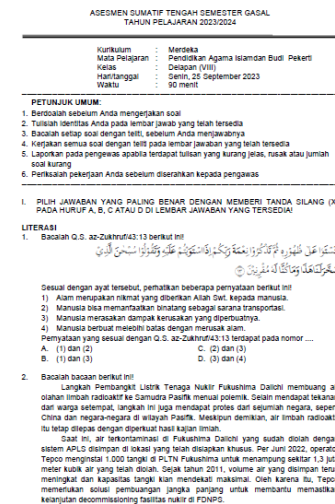 ASESMEN SUMATIF TENGAH SEMESTER GASAL
TAHUN PELAJARAN 2023/2024
Kurikulum : Merdeka
Mata Pelajaran : Pendidikan Agama Islamdan Budi Pekerti
Kelas : Delapan (VIII)
Hari/tanggal : Senin, 25 September 2023
Waktu : 90 menit
PETUNJUK UMUM:
1. Berdoalah sebelum Anda mengerjakan soal
2. Tulislah identitas Anda pada lembar jawab yang telah tersedia
3. Bacalah setiap soal dengan teliti, sebelum Anda menjawabnya
4. Kerjakan semua soal dengan teliti pada lembar jawaban yang telah tersedia
5. Laporkan pada pengawas apabila terdapat tulisan yang kurang jelas, rusak atau jumlah
soal kurang
6. Periksalah pekerjaan Anda sebelum diserahkan kepada pengawas
I. PILIH JAWABAN YANG PALING BENAR DENGAN MEMBERI TANDA SILANG (X
PADA HURUF A, B, C ATAU D DI LEMBAR JAWABAN YANG TERSEDIA!
LITERASI
1. Bacalah Q.S. az-Zukhruf/43:13 berikut ini!
عَلٰى ظُهُوْرِهٖ ثُمَّ تَذْكُرُوْا نِعْمَةَ رَبِّكُمْ اِذَا اسْتَوَيْتُمْ عَلَيْهِ وَتَقُوْلُوْا سُبْحٰنَ الَّذِيْ
سَخَّرَ لَنَا هٰذَا وَمَا كُنَّا لَهٗ مُقْرِنِيْنَ
Sesuai dengan ayat tersebut, perhatikan beberapa pernyataan berikut ini!
1) Alam merupakan nikmat yang diberikan Allah Swt. kepada manusia.
2) Manusia bisa memanfaatkan binatang sebagai sarana transportasi.
3) Manusia merasakan dampak kerusakan yang diperbuatnya.
4) Manusia berbuat melebihi batas dengan merusak alam.
Pernyataan yang sesuai dengan Q.S. az-Zukhruf/43:13 terdapat pada nomor ....
A. (1) dan (2) C. (2) dan (3)
B. (1) dan (3) D. (3) dan (4)
2. Bacalah bacaan berikut ini!
Langkah Pembangkit Listrik Tenaga Nuklir Fukushima Daiichi membuang ai
olahan limbah radioaktif ke Samudra Pasifik menuai polemik. Selain mendapat tekanan
dari warga setempat, langkah ini juga mendapat protes dari sejumlah negara, seper
China dan negara-negara di wilayah Pasifik. Meskipun demikian, air limbah radioakt
itu tetap dilepas dengan diperkuat hasil kajian ilmiah.
Saat ini, air terkontaminasi di Fukushima Daiichi yang sudah diolah dengan
sistem APLS disimpan di lokasi yang telah disiapkan khusus. Per Juni 2022, operato
Tepco menginstal 1.000 tangki di PLTN Fukushima untuk menampung sekitar 1,3 jut
meter kubik air yang telah diolah. Sejak tahun 2011, volume air yang disimpan teru
meningkat dan kapasitas tangki kian mendekati maksimal. Oleh karena itu, Tepc
memerlukan solusi pembuangan jangka panjang untuk membantu memastika
kelanjutan decommissioning fasilitas nuklir di FDNPS.